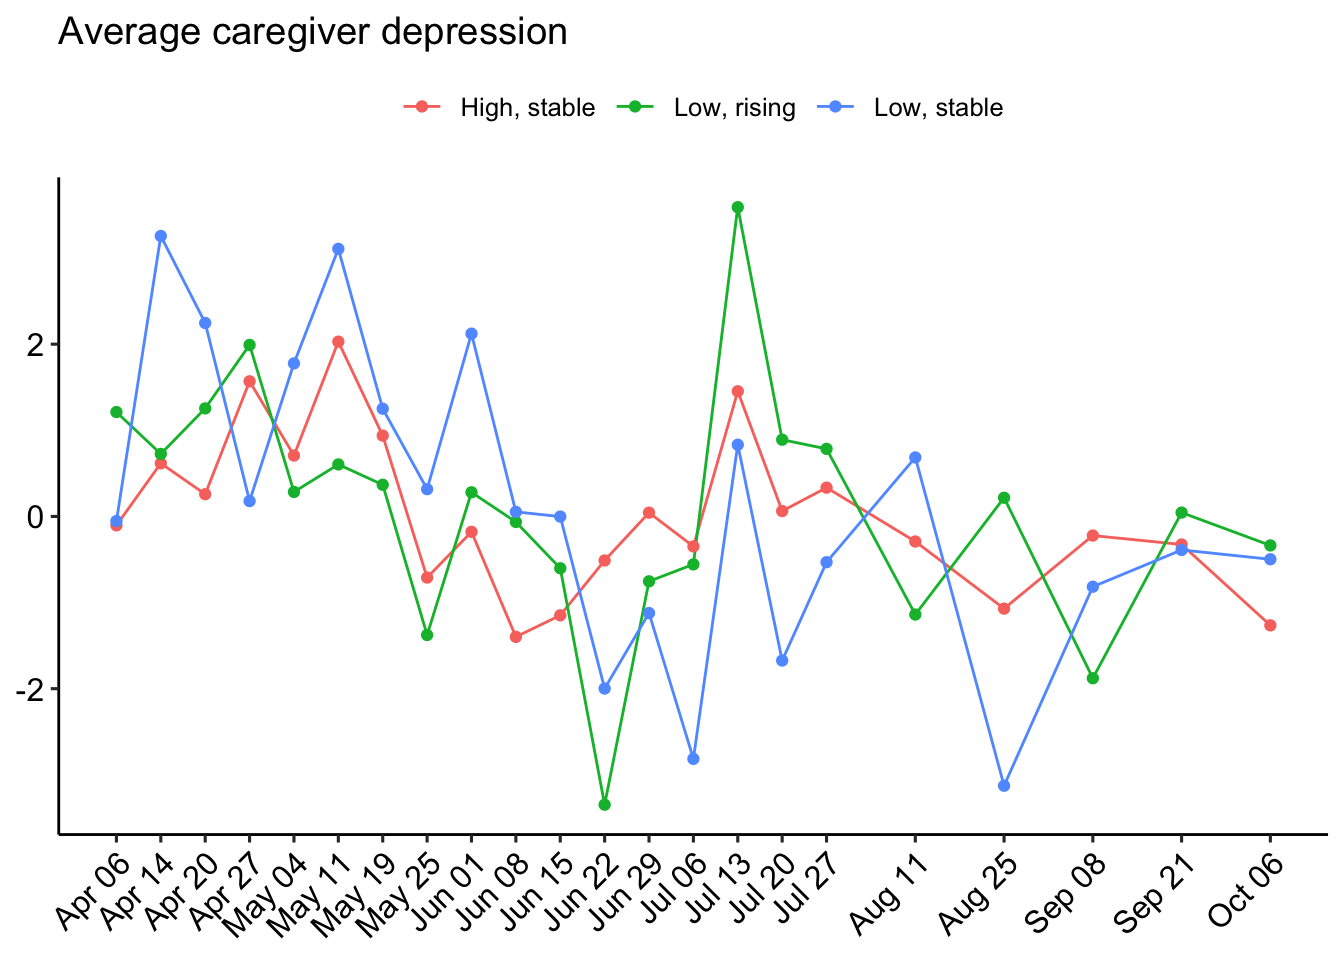 Average caregiver depression
High, stable Low, rising Low, stable
2
0
-2
Apr 06 Apr 14 Apr 20 Apr 27 May 04 May 11 May 19 May 25 Jun 01 Jun 08 Jun 15 Jun 22 Jun 29 Jul 06 Jul 13 Jul 20 Jul 27 Aug 11 Aug 25 Sep 08 Sep 21 Oct 06